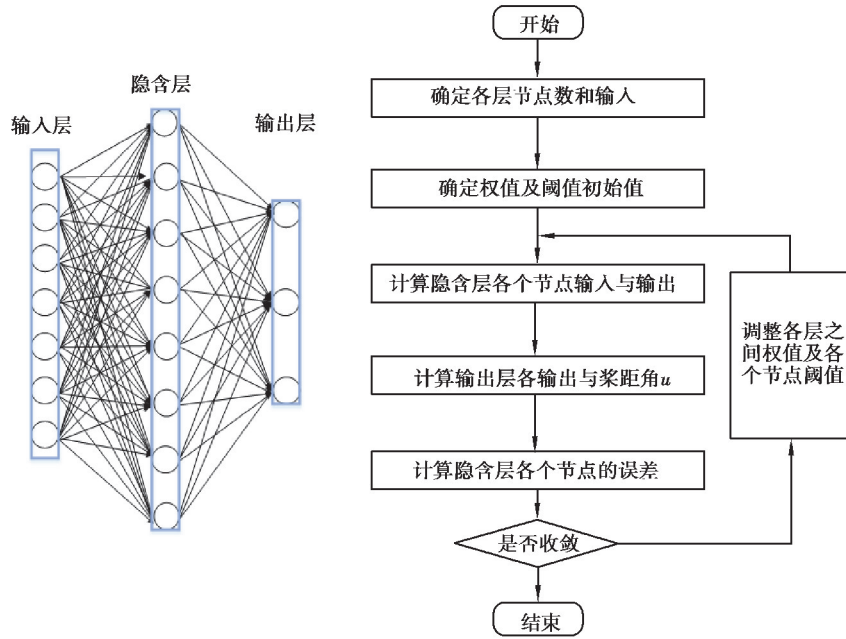 隐含层
输入层
输出层
开始
确定各层节点数和输入
确定权值及阈值初始值
计算隐含层各个节点输入与输出
计算输出层各输出与桨距角u
计算隐含层各个节点的误差
是否收敛
结束
调整各层之
间权值及各
个节点阈值